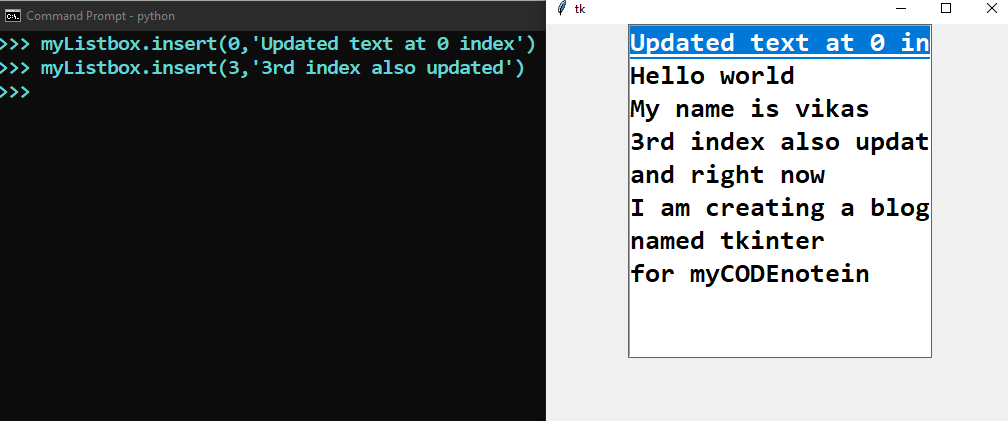 Command Prompt - python
>>> myListbox.insert(0,'Updated text at 0 index')
>>> myListbox.insert(3,'3rd index also updated')
>>>
tk
Updated text at 0 in
Hello world
My name is vikas
3rd index also updat
and right now
I am creating a blog
named tkinter
for myCODEnotein